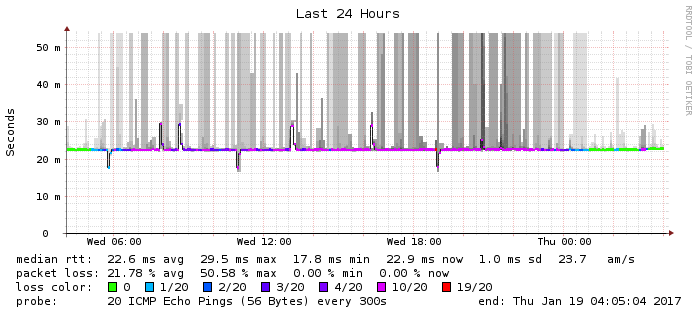 Last 24 Hours
RRDTOOL / TOBI OETIKER
Seconds
50 m
40 m
30 m
20 m
10 m
0
Wed 06:00 Wed 12:00 Wed 18:00 Thu 00:00
median rtt: 22.6 ms avg 29.5 ms max 17.8 ms min 22.9 ms now 1.0 ms sd 23.7 am/s
packet loss: 21.78 % avg 50.58 % max 0.00 % min 0.00 % now
loss color: 0 1/20 2/20 3/20 4/20 10/20 19/20
probe: 20 ICMP Echo Pings (56 Bytes) every 300s end: Thu Jan 19 04:05:04 2017